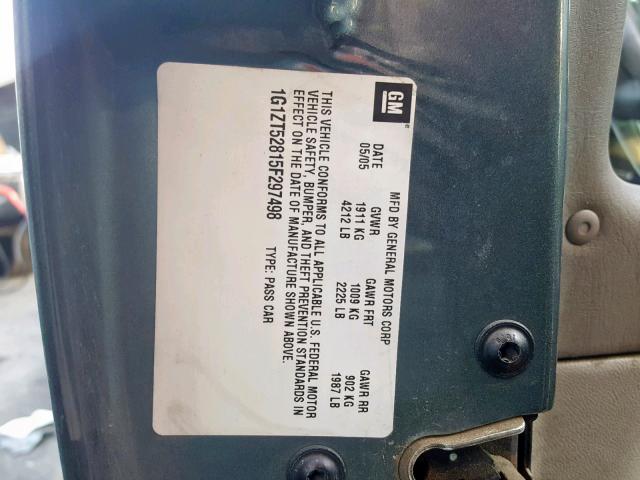 GM
MFD BY GENERAL MOTORS CORP
DATE GVWR GAWR FRT GAWR RR
05/05 1911 KG 1009 KG 902 KG
4212 LB 2225 LB 1987 LB
THIS VEHICLE CONFORMS TO ALL APPLICABLE U.S. FEDERAL MOTOR
VEHICLE SAFETY, BUMPER, AND THEFT PREVENTION STANDARDS IN
EFFECT ON THE DATE OF MANUFACTURE SHOWN ABOVE.
1G1ZT52815F297498 TYPE: PASS CAR